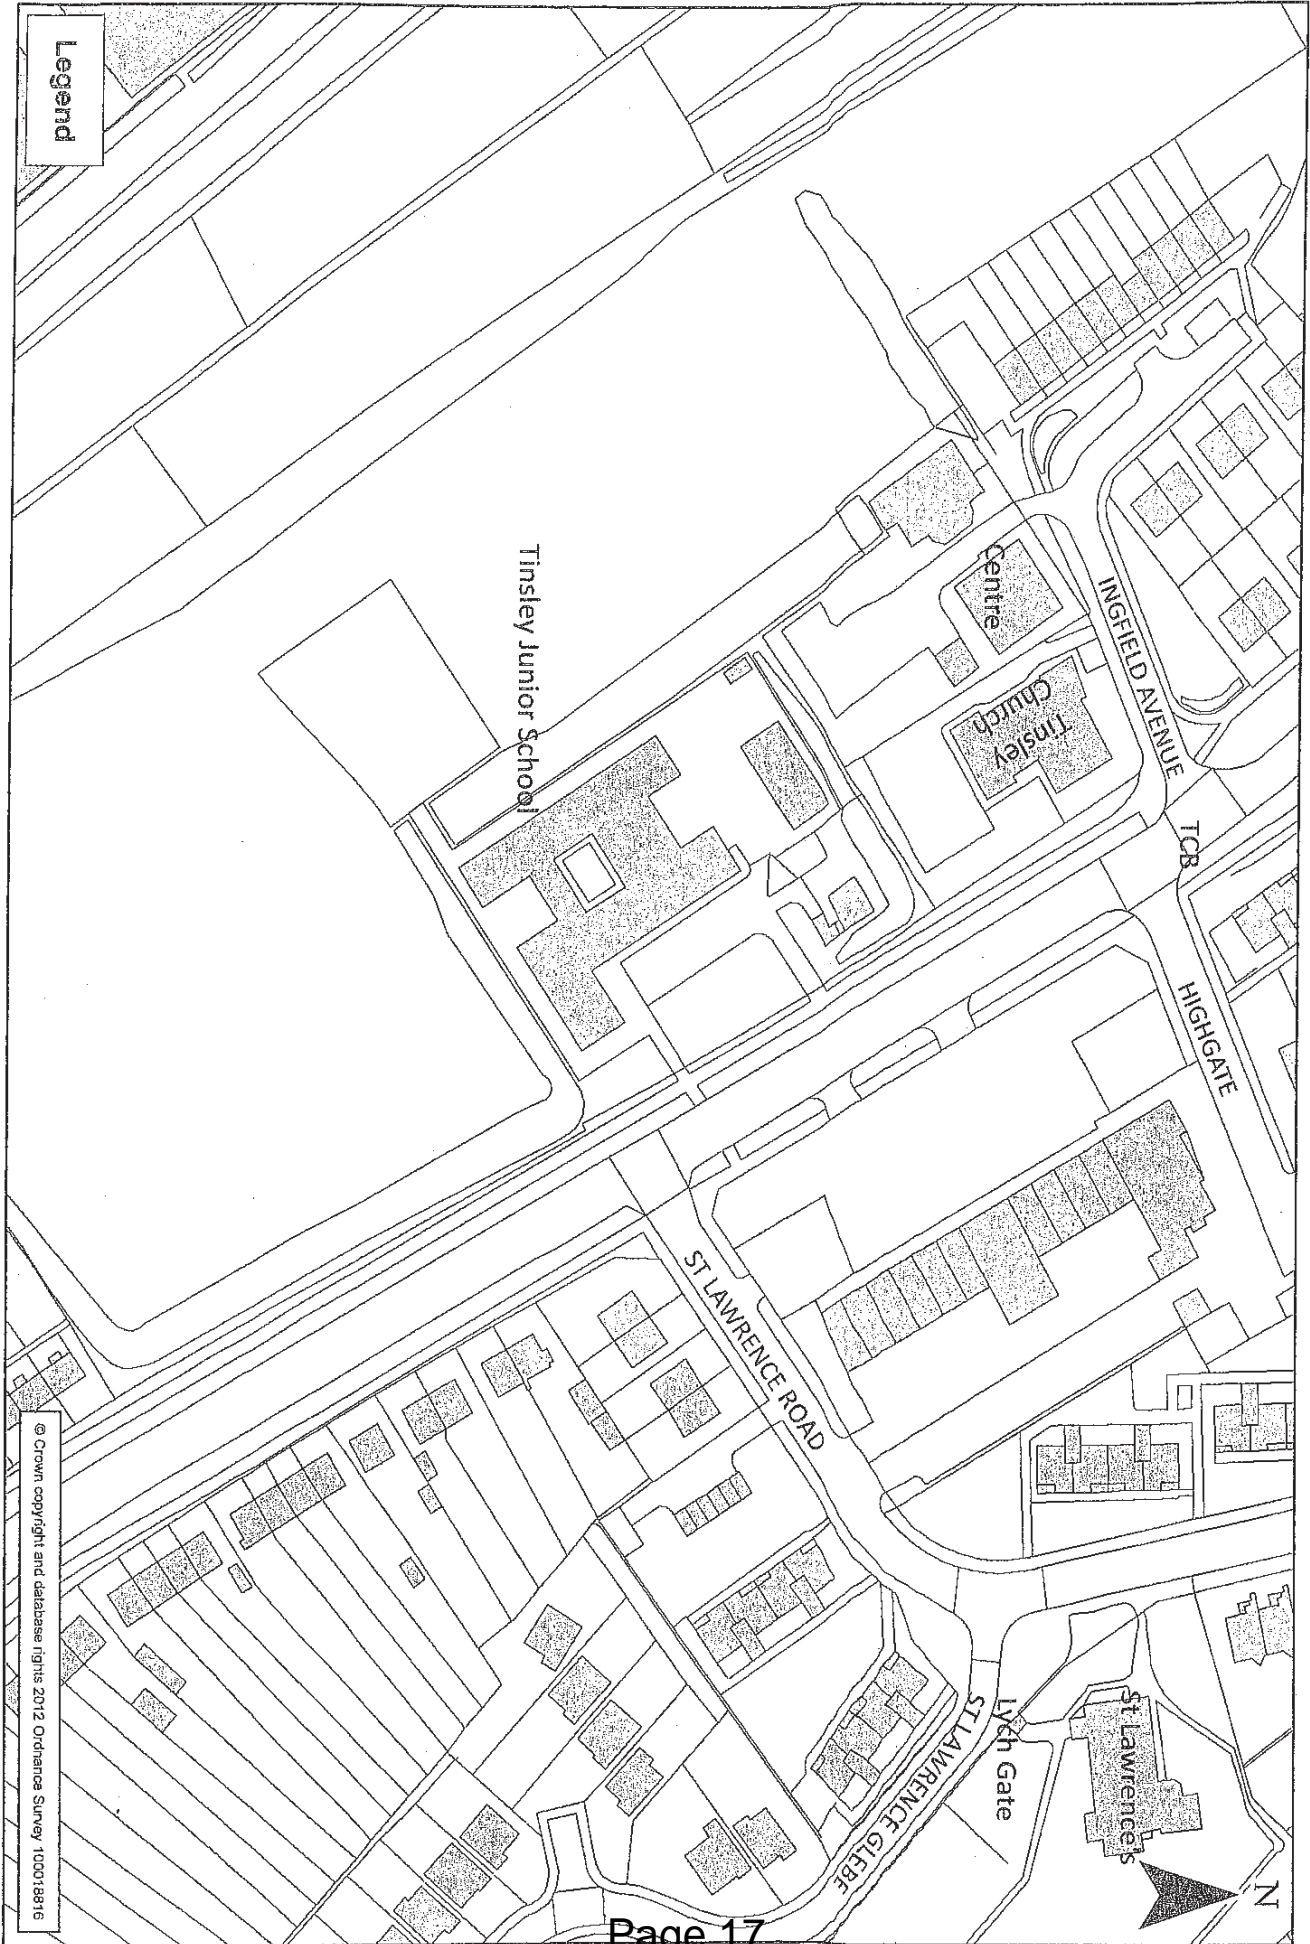 Legend
Tinsley Junior School
Centre
Tinsley
Church
INGFIELD AVENUE
TCB
HIGHGATE
ST LAWRENCE ROAD
ST LAWRENCE GLEBE
Lych Gate
St Lawrence's
N
© Crown copyright and database rights 2012 Ordnance Survey 100018816
Page 17